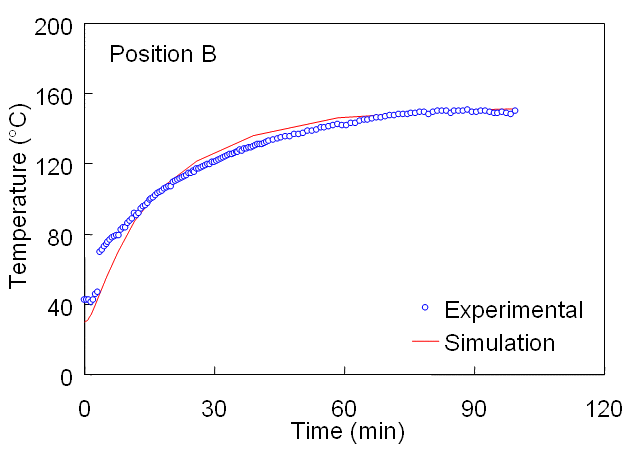 200
Position B
160
120
80
40
0
Temperature (°C)
Experimental
Simulation
0 30 60 90 120
Time (min)